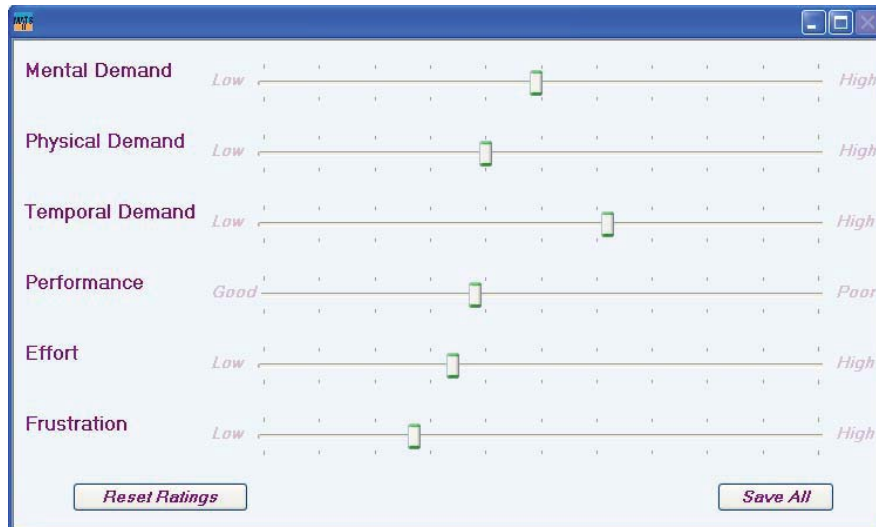 Mental Demand Low High
Physical Demand Low High
Temporal Demand Low High
Performance Good Poor
Effort Low High
Frustration Low High
Reset Ratings Save All